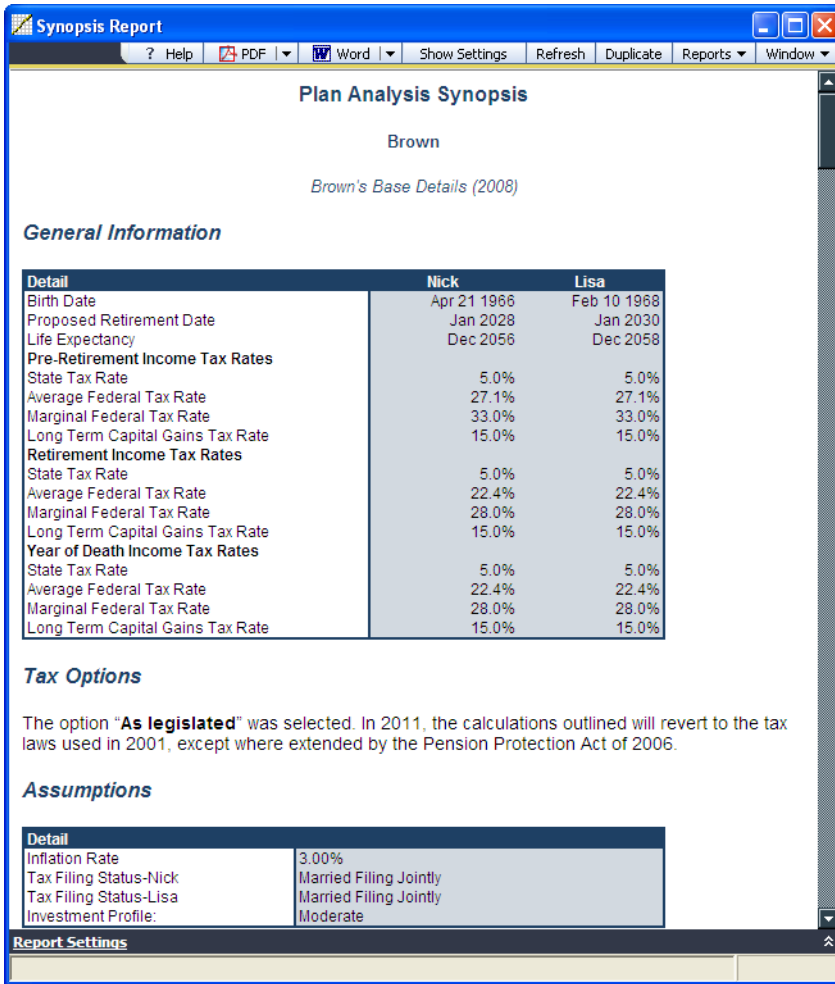 Synopsis Report
? Help PDF Word Show Settings Refresh Duplicate Reports Window
Plan Analysis Synopsis
Brown
Brown's Base Details (2008)
General Information
Detail Nick Lisa
Birth Date Apr 21 1966 Feb 10 1968
Proposed Retirement Date Jan 2028 Jan 2030
Life Expectancy Dec 2056 Dec 2058
Pre-Retirement Income Tax Rates
State Tax Rate 5.0% 5.0%
Average Federal Tax Rate 27.1% 27.1%
Marginal Federal Tax Rate 33.0% 33.0%
Long Term Capital Gains Tax Rate 15.0% 15.0%
Retirement Income Tax Rates
State Tax Rate 5.0% 5.0%
Average Federal Tax Rate 22.4% 22.4%
Marginal Federal Tax Rate 28.0% 28.0%
Long Term Capital Gains Tax Rate 15.0% 15.0%
Year of Death Income Tax Rates
State Tax Rate 5.0% 5.0%
Average Federal Tax Rate 22.4% 22.4%
Marginal Federal Tax Rate 28.0% 28.0%
Long Term Capital Gains Tax Rate 15.0% 15.0%
Tax Options
The option “As legislated” was selected. In 2011, the calculations outlined will revert to the tax
laws used in 2001, except where extended by the Pension Protection Act of 2006.
Assumptions
Detail
Inflation Rate 3.00%
Tax Filing Status-Nick Married Filing Jointly
Tax Filing Status-Lisa Married Filing Jointly
Investment Profile: Moderate
Report Settings